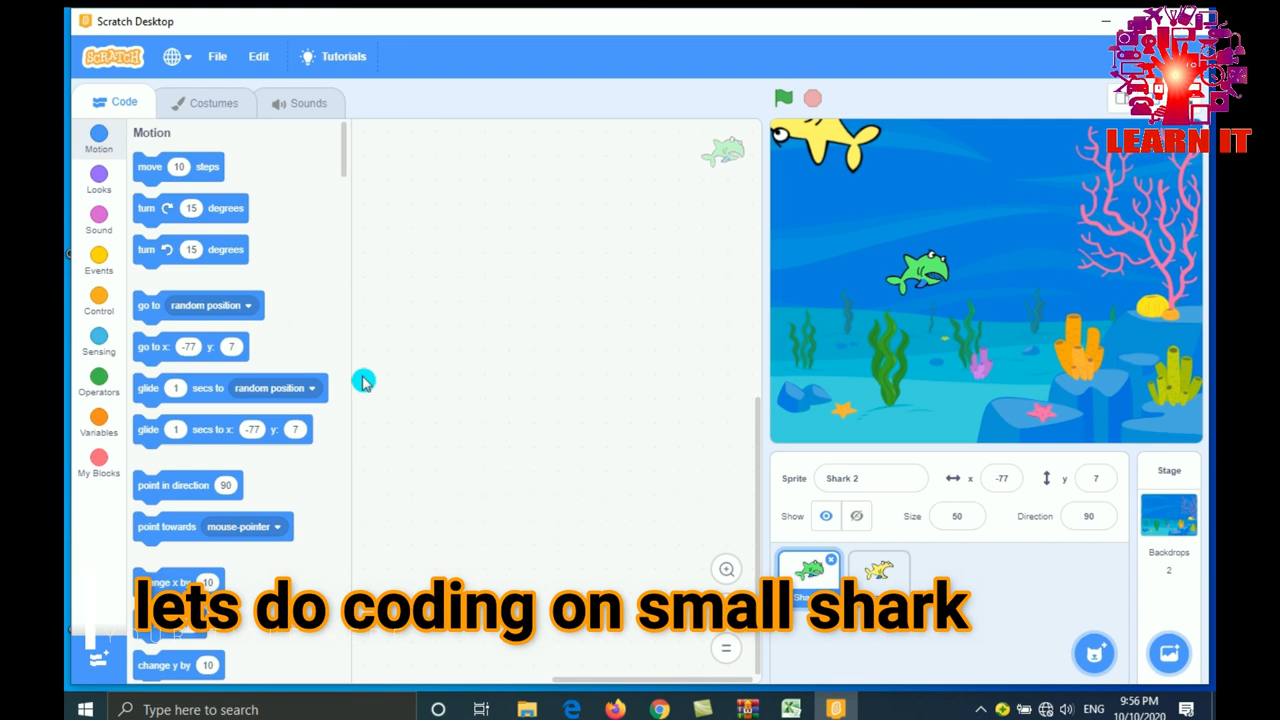 Scratch Desktop
SCRATCH
File
Edit
Tutorials
LEARN IT
Code
Costumes
Sounds
Motion
Looks
Sound
Events
Control
Sensing
Operators
Variables
My Blocks
Motion
move 10 steps
turn 15 degrees
turn 15 degrees
go to random position
go to x: -77 y: 7
glide 1 secs to random position
glide 1 secs to x: -77 y: 7
point in direction 90
point towards mouse-pointer
change x by 10
change y by 10
lets do coding on small shark
Sprite Shark 2 x -77 y 7
Show Size 50 Direction 90
Stage
Backdrops
2
Type here to search
ENG
9:56 PM
10/10/2020